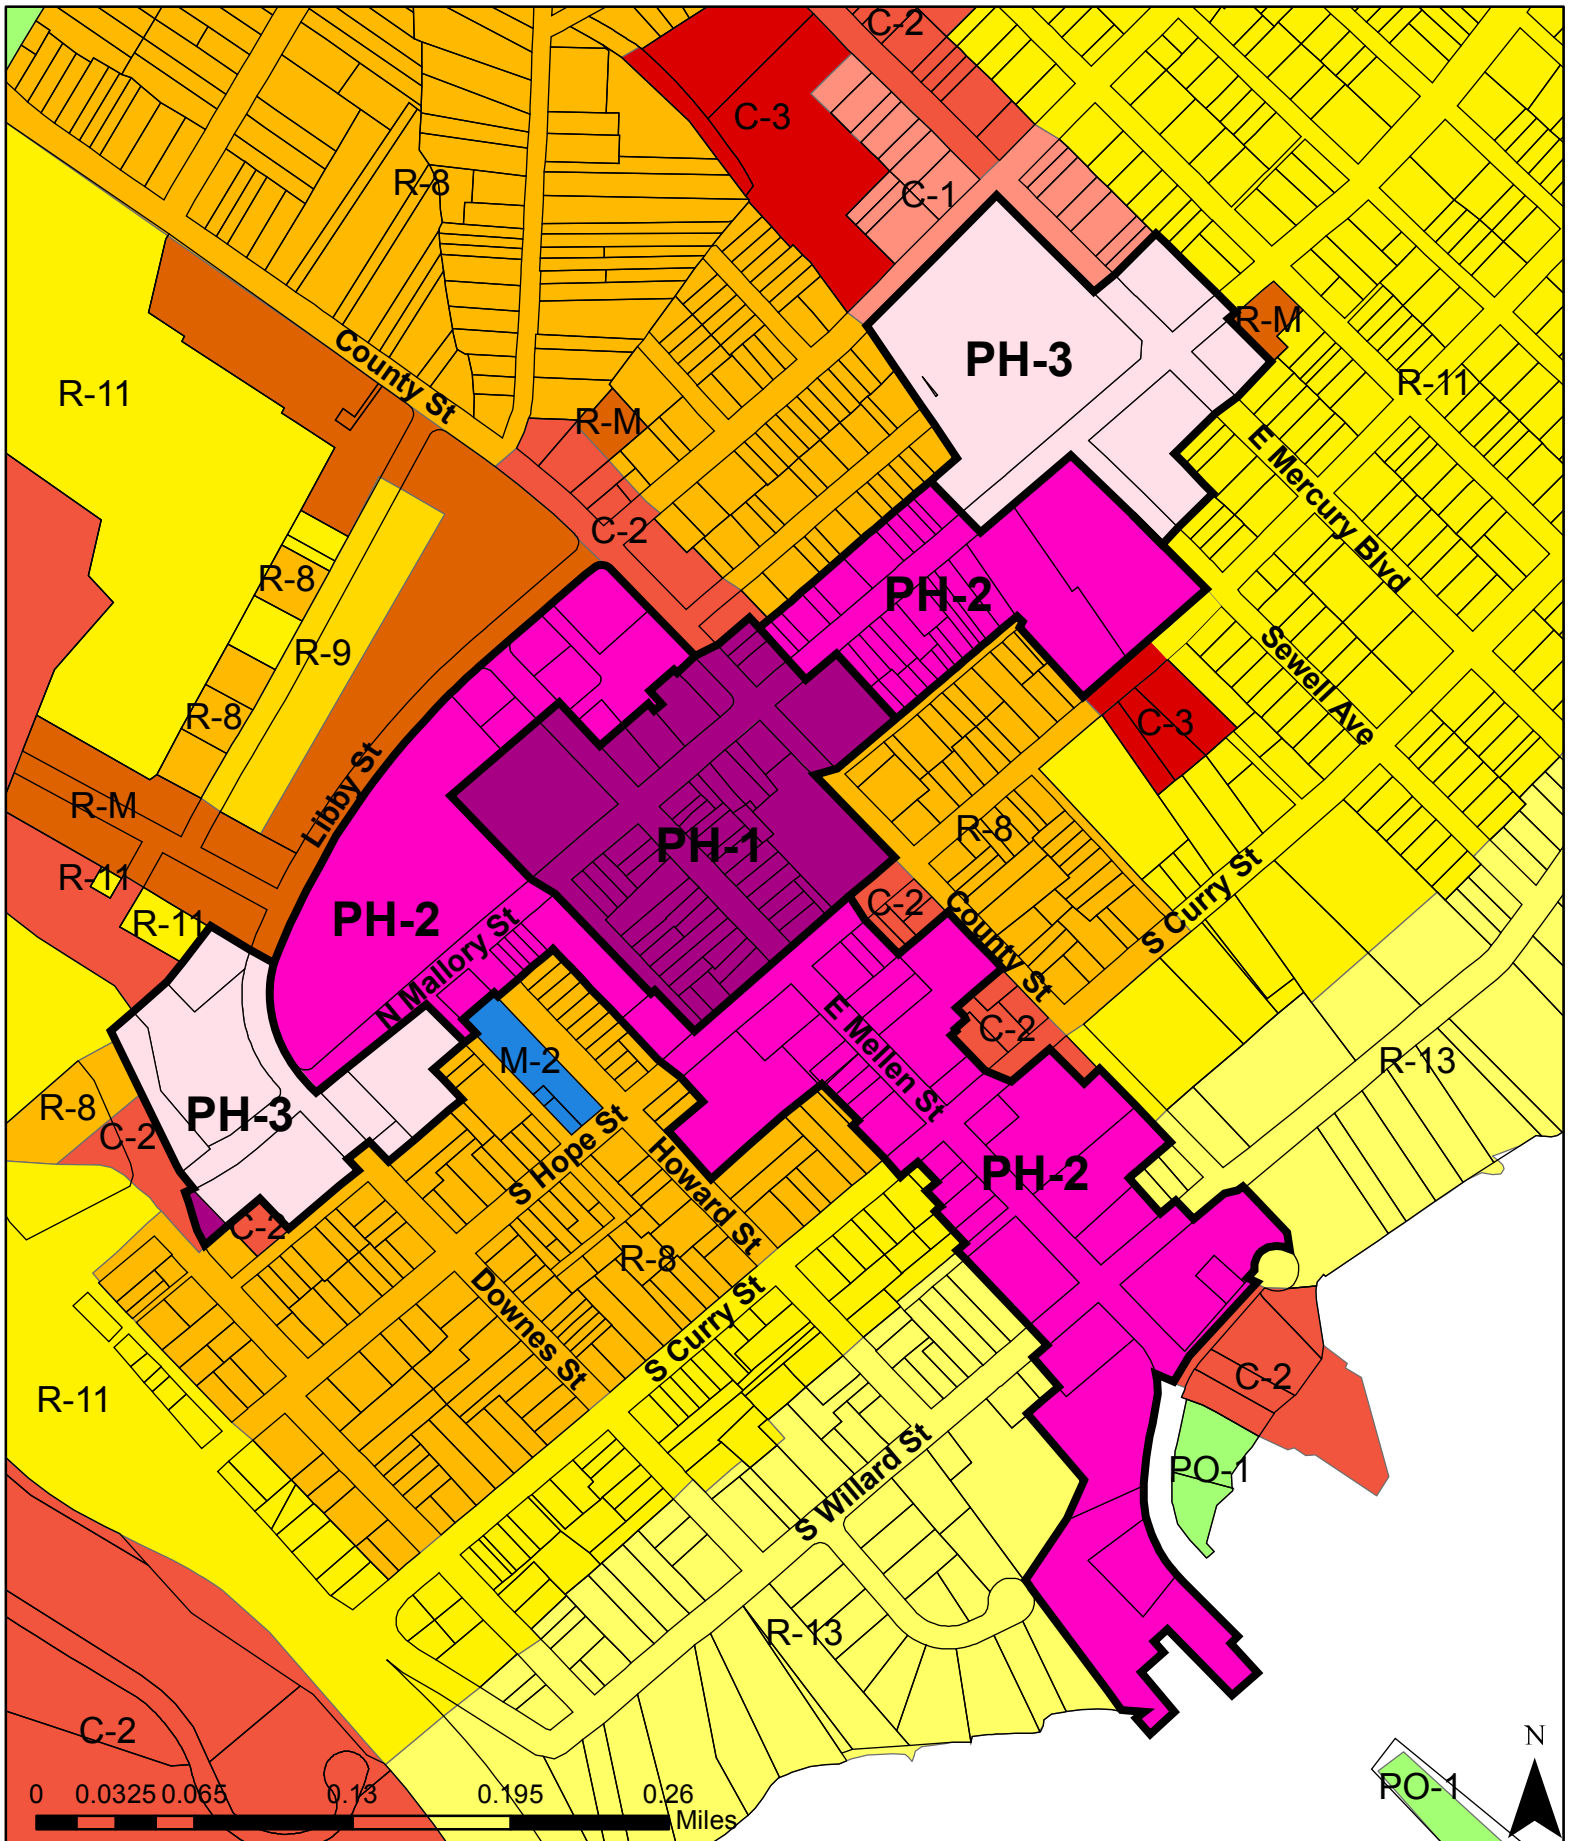 C-2
C-3
R-8
C-1
R-M
PH-3
County St
R-11
R-11
R-M
E Mercury Blvd
C-2
R-8
PH-2
R-9
Sewell Ave
R-8
C-3
Libby St
R-M
R-8
PH-1
R-11
C-2
S Curry St
PH-2
R-11
County St
N Mallory St
C-2
E Mellen St
M-2
R-13
R-8
PH-3
C-2
S Hope St
PH-2
Howard St
C-2
R-8
Downes St
S Curry St
C-2
R-11
PO-1
S Willard St
R-13
C-2
N
PO-1
0 0.0325 0.065 0.13 0.195 0.26
Miles